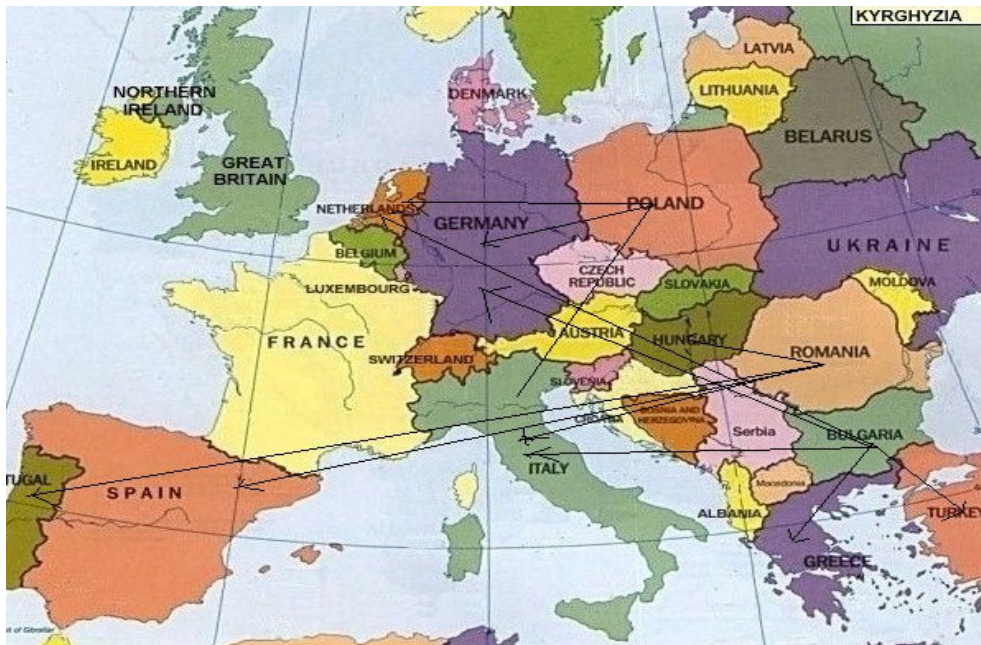 KYRGHYZIA
LATVIA
LITHUANIA
NORTHERN
IRELAND
DENMARK
BELARUS
IRELAND
GREAT
BRITAIN
NETHERLANDS
GERMANY
POLAND
UKRAINE
BELGIUM
CZECH
REPUBLIC
SLOVAKIA
MOLDOVA
LUXEMBOURG
FRANCE
AUSTRIA
HUNGARY
ROMANIA
SWITZERLAND
SLOVENIA
CROATIA
BOSNIA AND
HERZEGOVINA
Serbia
BULGARIA
ITALY
TUGAL
SPAIN
Macedonia
ALBANIA
TURKEY
GREECE
of Gibraltar